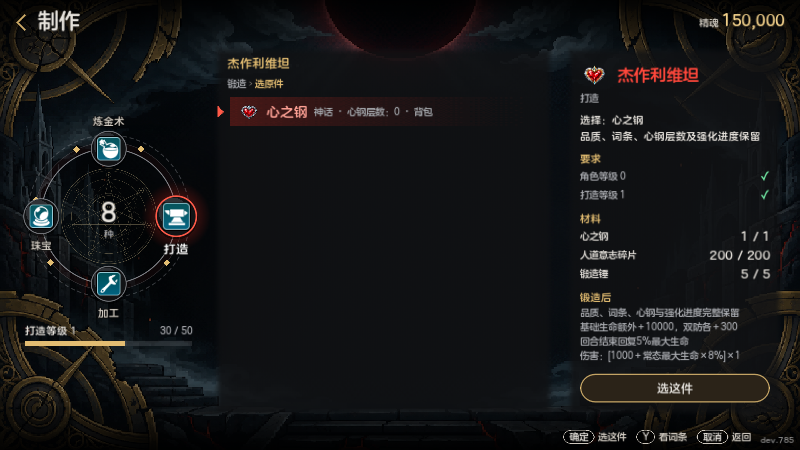 制作
精魂 150,000
炼金术
8
种
珠宝
打造
加工
打造等级 1 30 / 50
杰作利维坦
锻造 › 选原件
心之钢 神话 · 心钢层数: 0 · 背包
杰作利维坦
打造
选择: 心之钢
品质、词条、心钢层数及强化进度保留
要求
角色等级 0 ✓
打造等级 1 ✓
材料
心之钢 1 / 1
人道意志碎片 200 / 200
锻造锤 5 / 5
锻造后
品质、词条、心钢与强化进度完整保留
基础生命额外+10000，双防各+300
回合结束回复5%最大生命
伤害: [1000+常态最大生命×8%]×1
选这件
确定 选这件 Y 看词条 取消 返回
dev.785